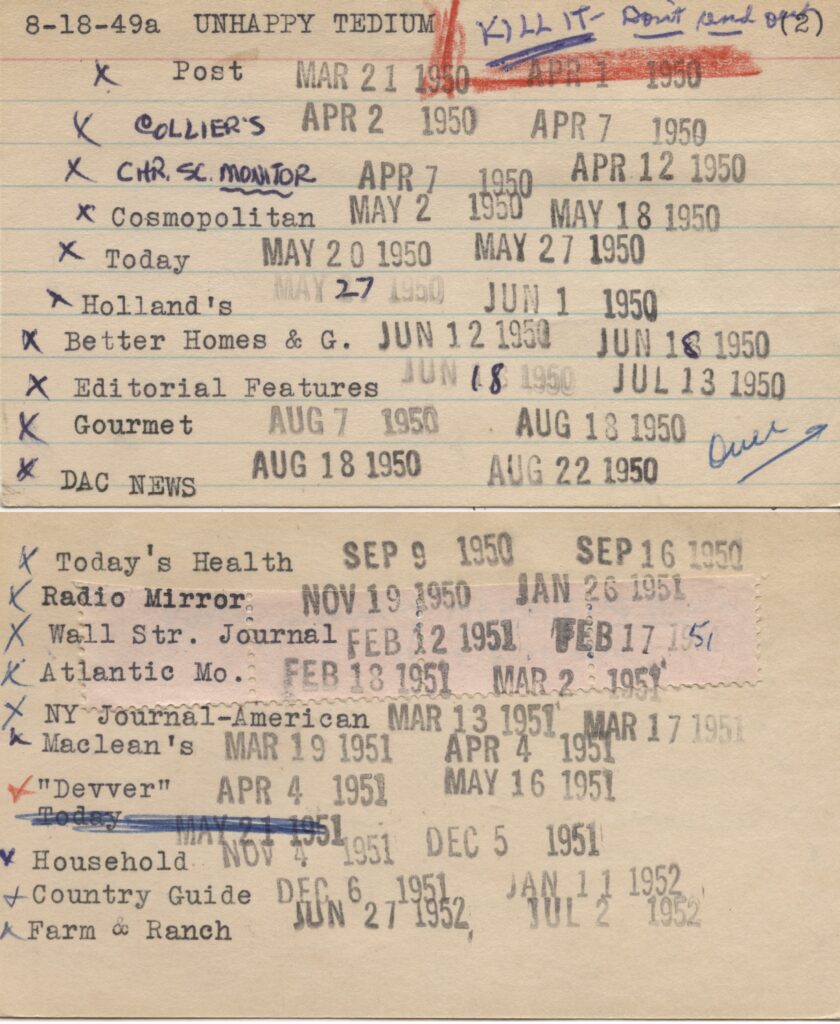 8-18-49a UNHAPPY TEDIUM KILL IT- Don't send out (2)
x Post MAR 21 1950 APR 1 1950
x COLLIER'S APR 2 1950 APR 7 1950
x CHR. SC. MONITOR APR 7 1950 APR 12 1950
x Cosmopolitan MAY 2 1950 MAY 18 1950
x Today MAY 20 1950 MAY 27 1950
x Holland's MAY 27 1950 JUN 1 1950
x Better Homes & G. JUN 12 1950 JUN 18 1950
x Editorial Features JUN 18 1950 JUL 13 1950
x Gourmet AUG 7 1950 AUG 18 1950
x DAC NEWS AUG 18 1950 AUG 22 1950
Over
x Today's Health SEP 9 1950 SEP 16 1950
x Radio Mirror NOV 19 1950 JAN 26 1951
x Wall Str. Journal FEB 12 1951 FEB 17 1951
x Atlantic Mo. FEB 18 1951 MAR 2 1951
x NY Journal-American MAR 13 1951 MAR 17 1951
x Maclean's MAR 19 1951 APR 4 1951
✓ "Devver" APR 4 1951 MAY 16 1951
Today MAY 21 1951
x Household NOV 4 1951 DEC 5 1951
x Country Guide DEC 6 1951 JAN 11 1952
x Farm & Ranch JUN 27 1952 JUL 2 1952